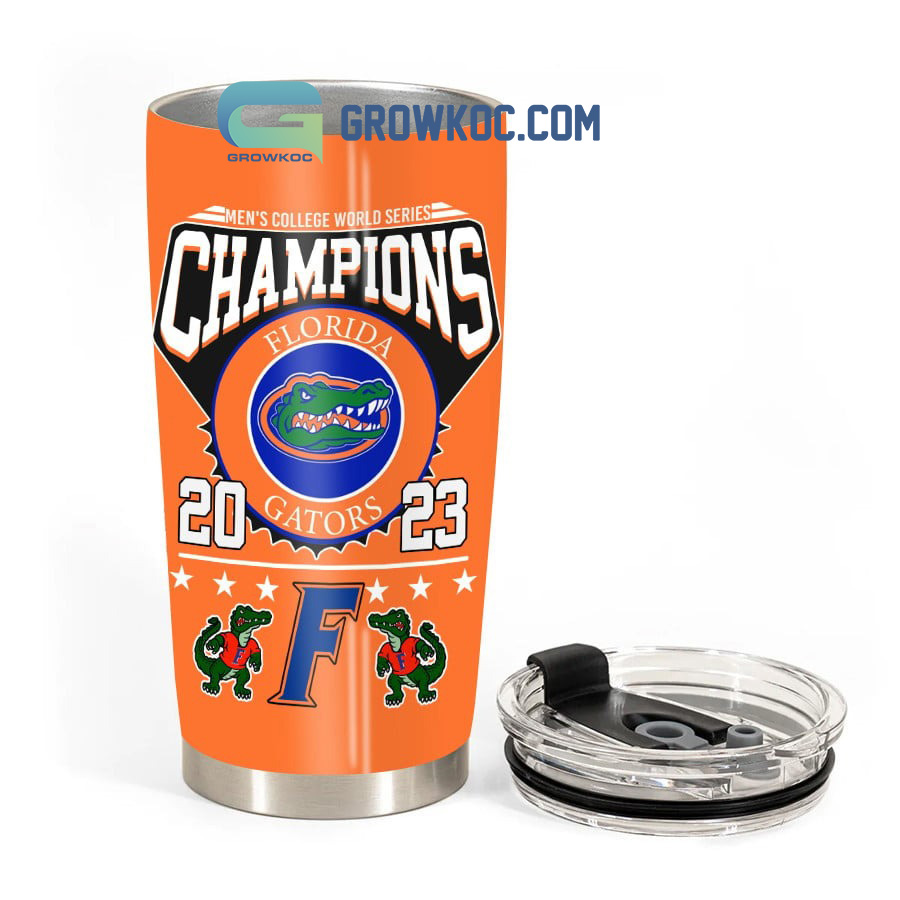 GROWKOC.COM
GROWKOC
MEN'S COLLEGE WORLD SERIES
CHAMPIONS
FLORIDA
GATORS
20 23
F
F F